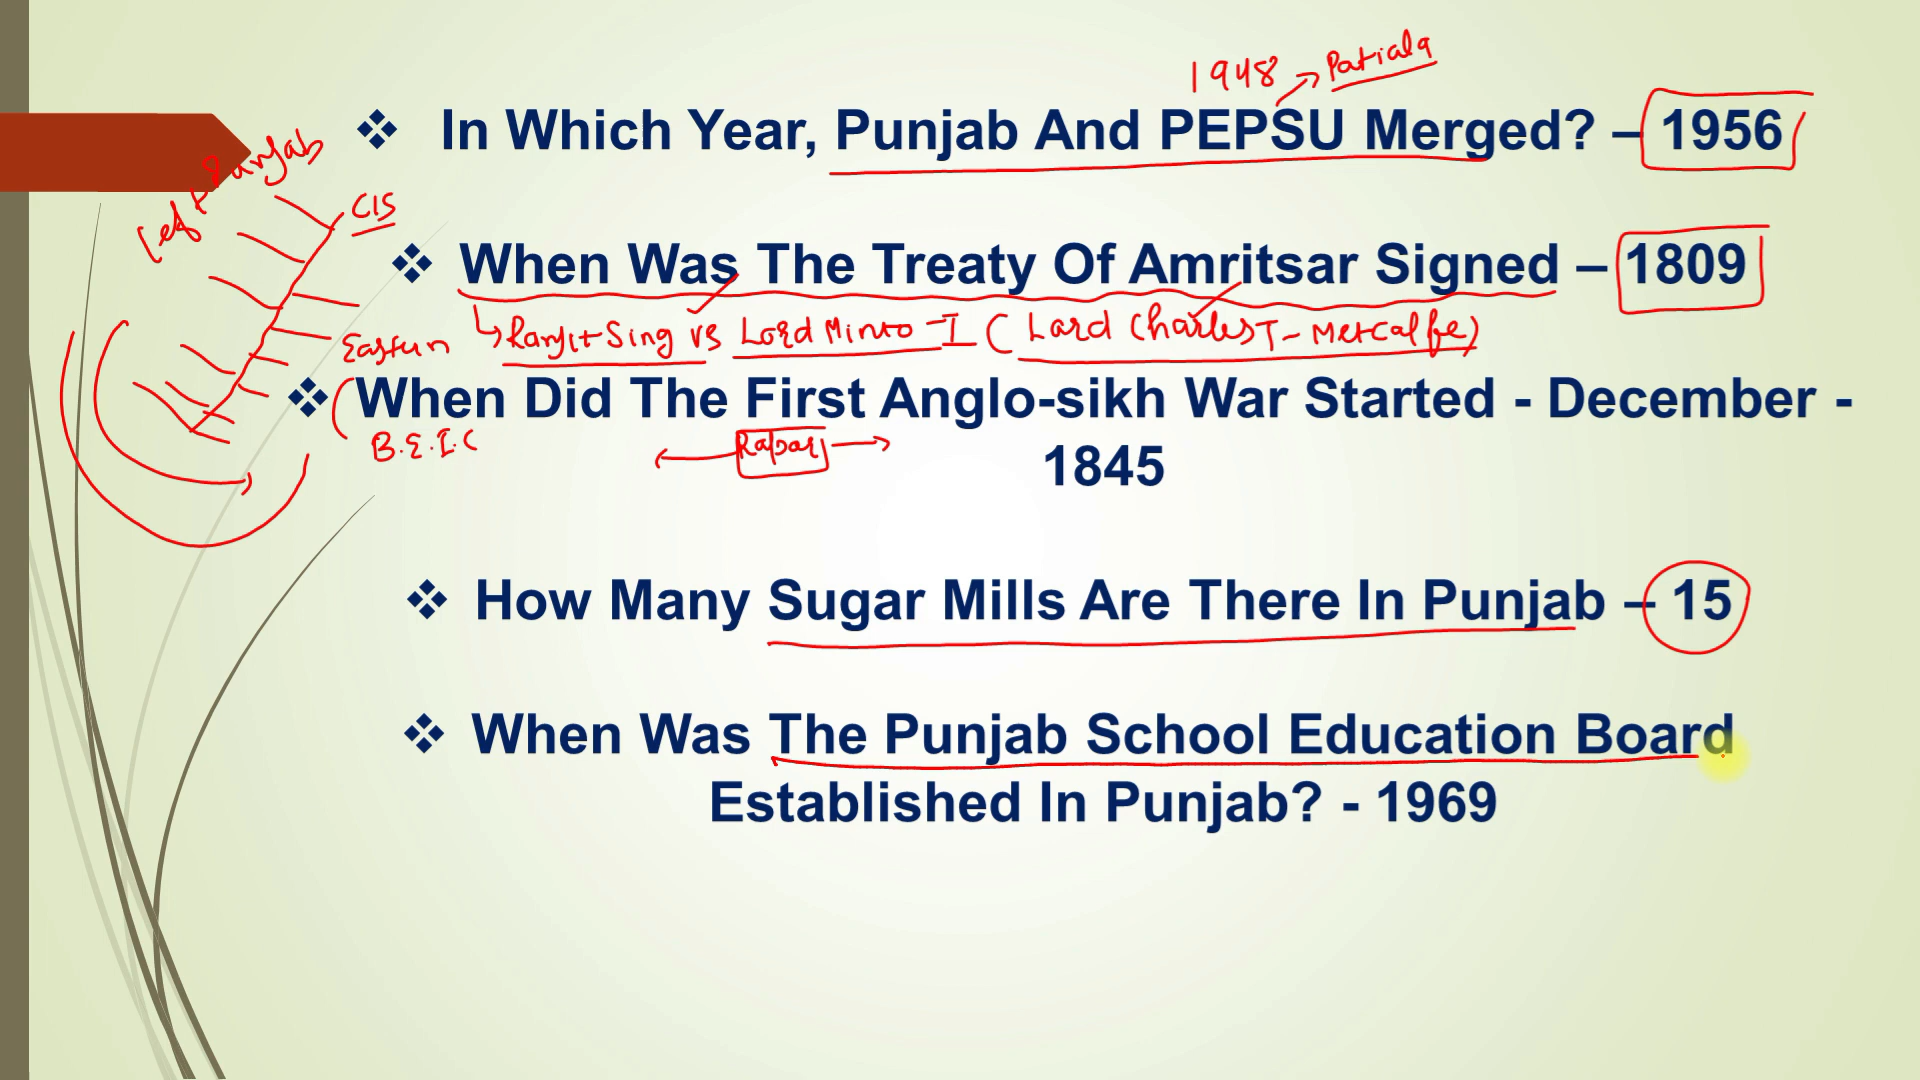 1948 → Patiala
❖ In Which Year, Punjab And PEPSU Merged? – 1956
Left Punjab
CIS
❖ When Was The Treaty Of Amritsar Signed – 1809
Ranjit Sing vs Lord Minto - I ( Lord Charles T- Metcalfe)
Eastern
❖ When Did The First Anglo-sikh War Started - December -
B.E.I.C
1845
❖ How Many Sugar Mills Are There In Punjab – 15
❖ When Was The Punjab School Education Board
Established In Punjab? - 1969